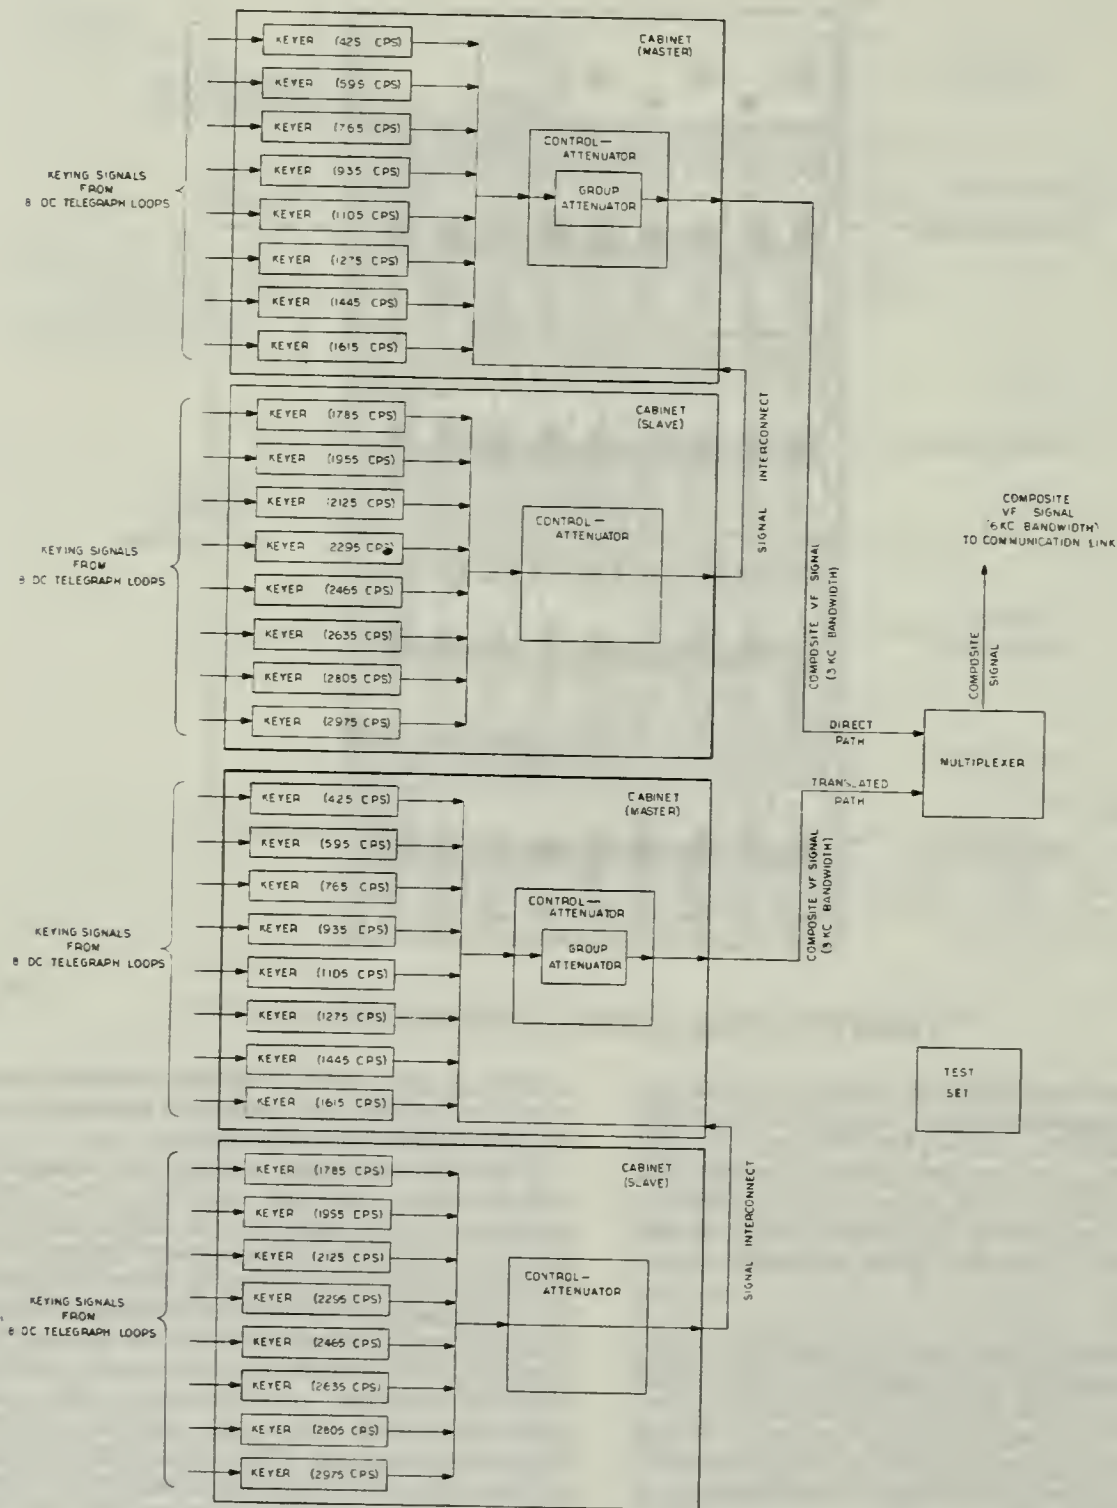 KEYING SIGNALS
FROM
8 DC TELEGRAPH LOOPS
CABINET
(MASTER)
KEYER (425 CPS)
KEYER (595 CPS)
KEYER (765 CPS)
KEYER (935 CPS)
KEYER (1105 CPS)
KEYER (1275 CPS)
KEYER (1445 CPS)
KEYER (1615 CPS)
CONTROL—
ATTENUATOR
GROUP
ATTENUATOR
KEYING SIGNALS
FROM
8 DC TELEGRAPH LOOPS
CABINET
(SLAVE)
KEYER (1785 CPS)
KEYER (1955 CPS)
KEYER (2125 CPS)
KEYER 2295 CPS)
KEYER (2465 CPS)
KEYER (2635 CPS)
KEYER (2805 CPS)
KEYER (2975 CPS)
CONTROL—
ATTENUATOR
SIGNAL INTERCONNECT
COMPOSITE VF SIGNAL
(3 KC BANDWIDTH)
DIRECT
PATH
COMPOSITE
VF SIGNAL
(6 KC BANDWIDTH)
TO COMMUNICATION LINK
COMPOSITE
SIGNAL
MULTIPLEXER
TRANSLATED
PATH
KEYING SIGNALS
FROM
8 DC TELEGRAPH LOOPS
CABINET
(MASTER)
KEYER (425 CPS)
KEYER (595 CPS)
KEYER (765 CPS)
KEYER (935 CPS)
KEYER (1105 CPS)
KEYER (1275 CPS)
KEYER (1445 CPS)
KEYER (1615 CPS)
CONTROL—
ATTENUATOR
GROUP
ATTENUATOR
COMPOSITE VF SIGNAL
(3 KC BANDWIDTH)
TEST
SET
KEYING SIGNALS
FROM
8 DC TELEGRAPH LOOPS
CABINET
(SLAVE)
KEYER (1785 CPS)
KEYER (1955 CPS)
KEYER (2125 CPS)
KEYER (2295 CPS)
KEYER (2465 CPS)
KEYER (2635 CPS)
KEYER (2805 CPS)
KEYER (2975 CPS)
CONTROL—
ATTENUATOR
SIGNAL INTERCONNECT